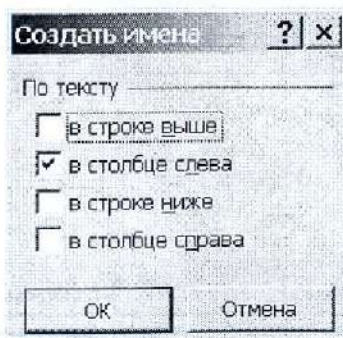 Создать имена ? ×
По тексту
в строке выше
в столбце слева
в строке ниже
в столбце справа
ОК Отмена